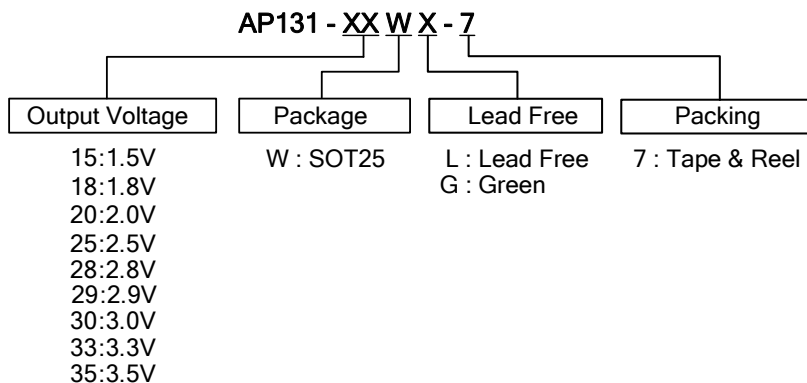 AP131 - XX W X - 7
Output Voltage
Package
Lead Free
Packing
15:1.5V
18:1.8V
20:2.0V
25:2.5V
28:2.8V
29:2.9V
30:3.0V
33:3.3V
35:3.5V
W : SOT25
L : Lead Free
G : Green
7 : Tape & Reel